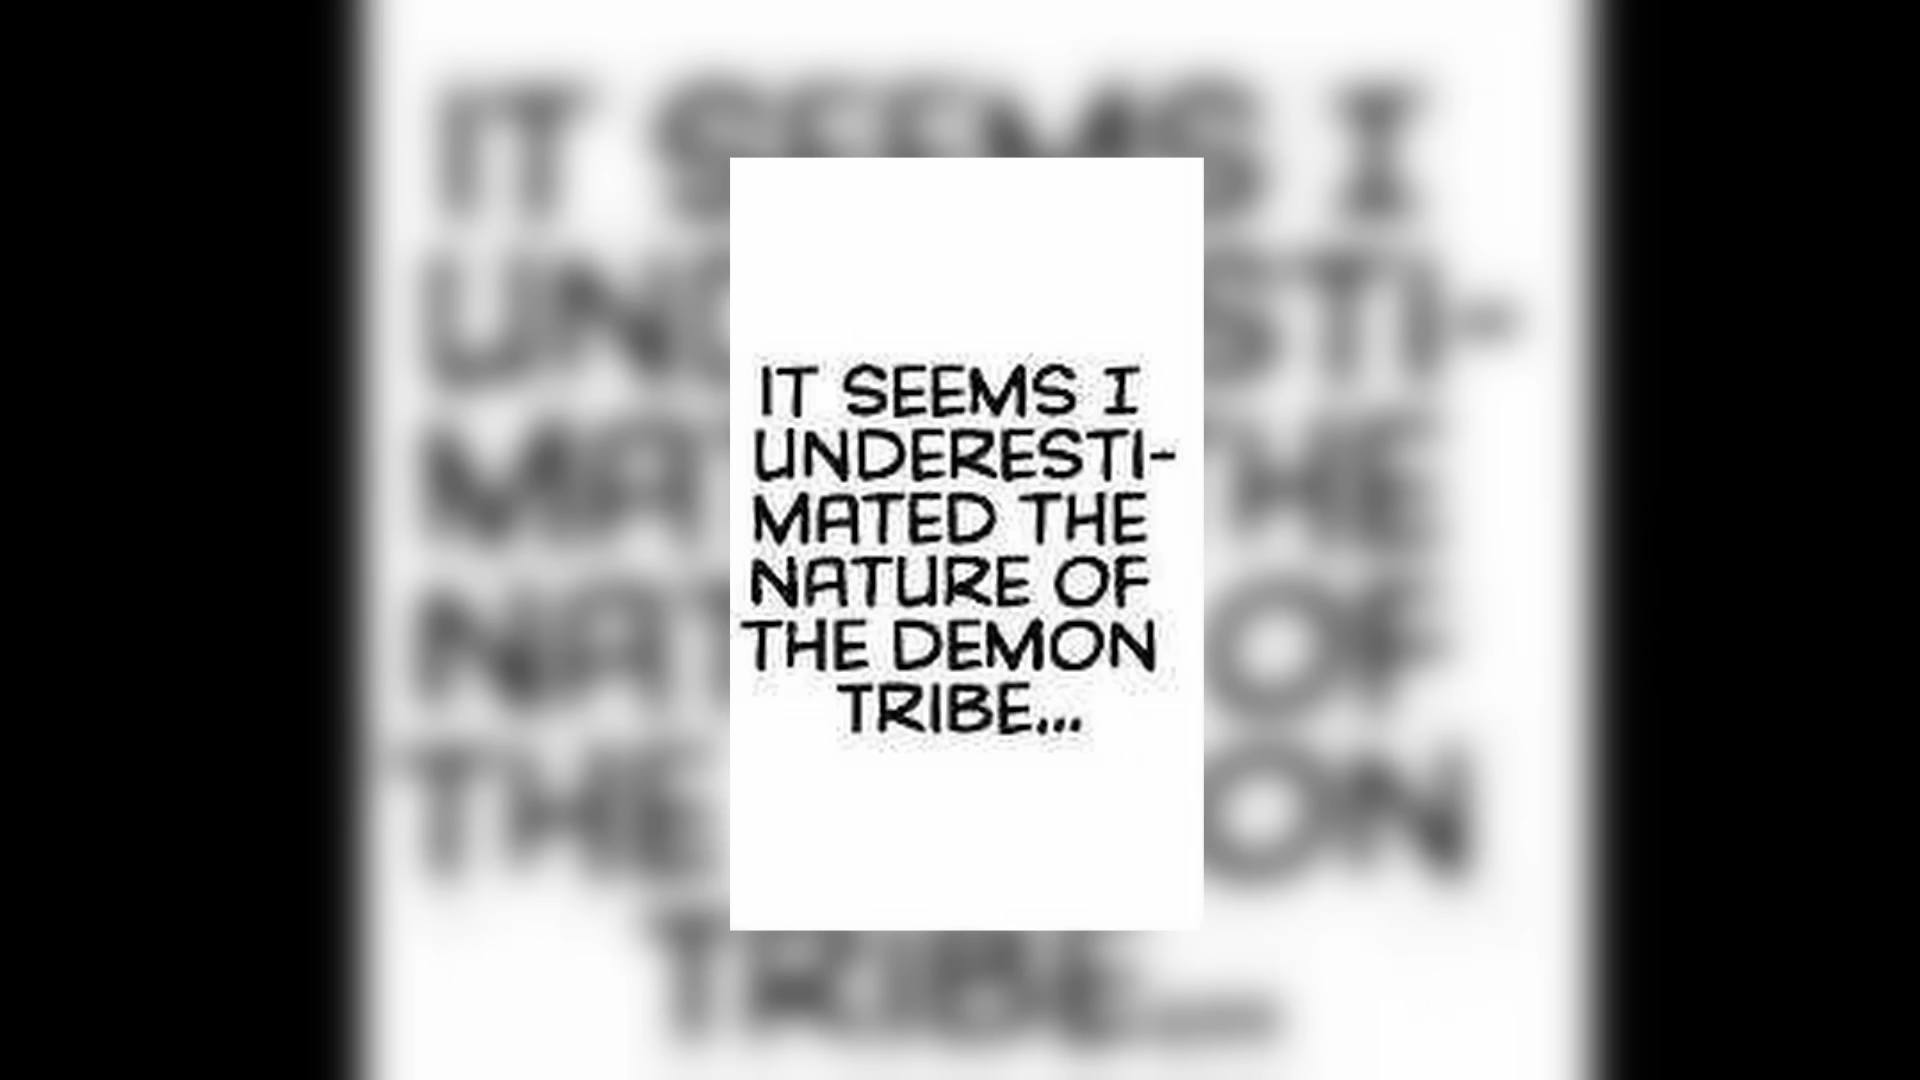 IT SEEMS I
UNDERESTI-
MATED THE
NATURE OF
THE DEMON
TRIBE...